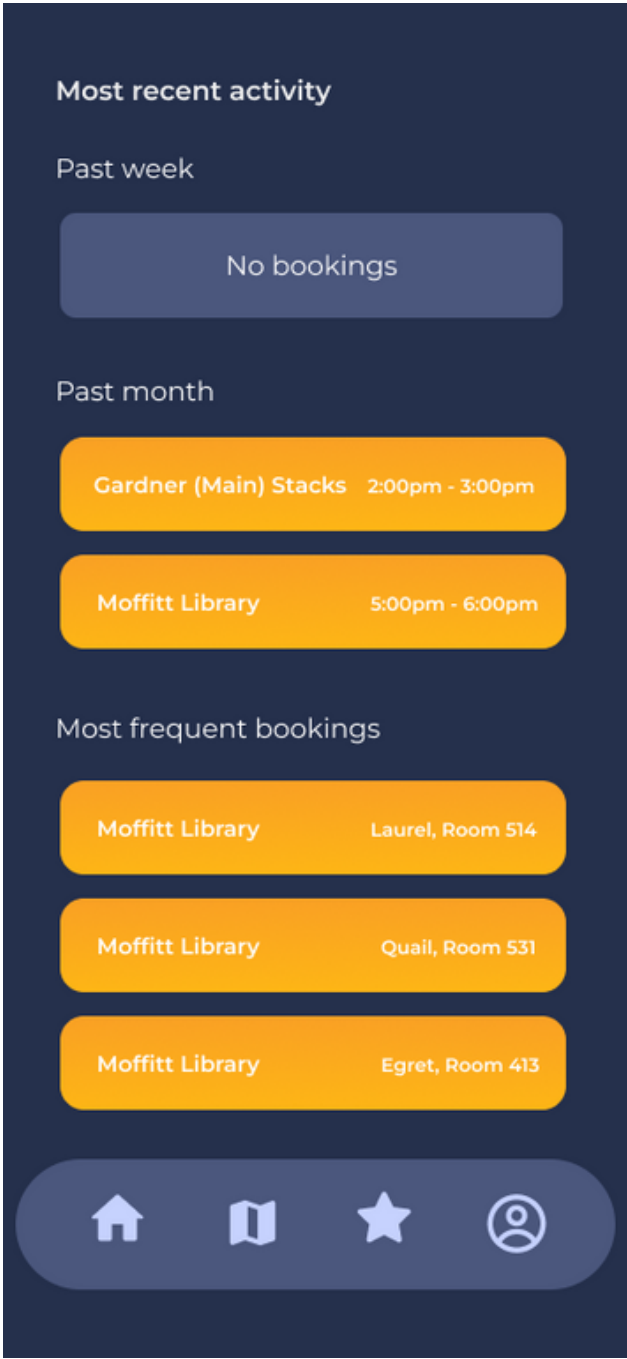 Most recent activity
Past week
No bookings
Past month
Gardner (Main) Stacks 2:00pm - 3:00pm
Moffitt Library 5:00pm - 6:00pm
Most frequent bookings
Moffitt Library Laurel, Room 514
Moffitt Library Quail, Room 531
Moffitt Library Egret, Room 413